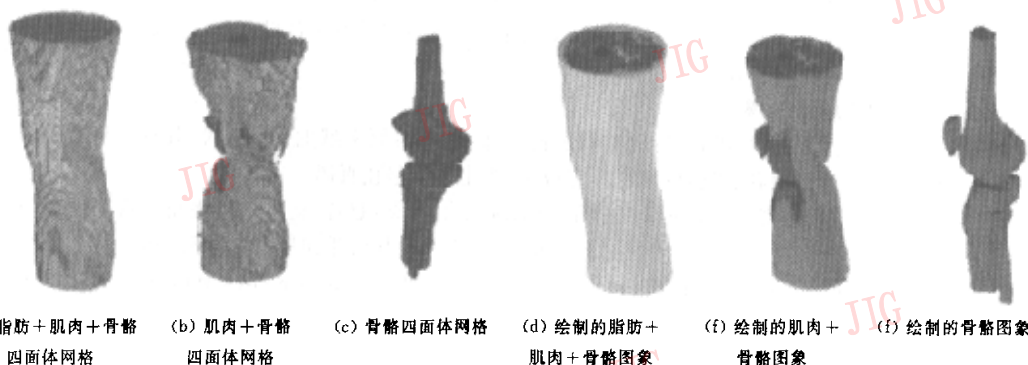 脂肪+肌肉+骨骼
四面体网格
(b) 肌肉+骨骼
四面体网格
(c) 骨骼四面体网格
(d) 绘制的脂肪+
肌肉+骨骼图象
(f) 绘制的肌肉+
骨骼图象
(f) 绘制的骨骼图象
JIG
JIG
JIG
JIG
JIG